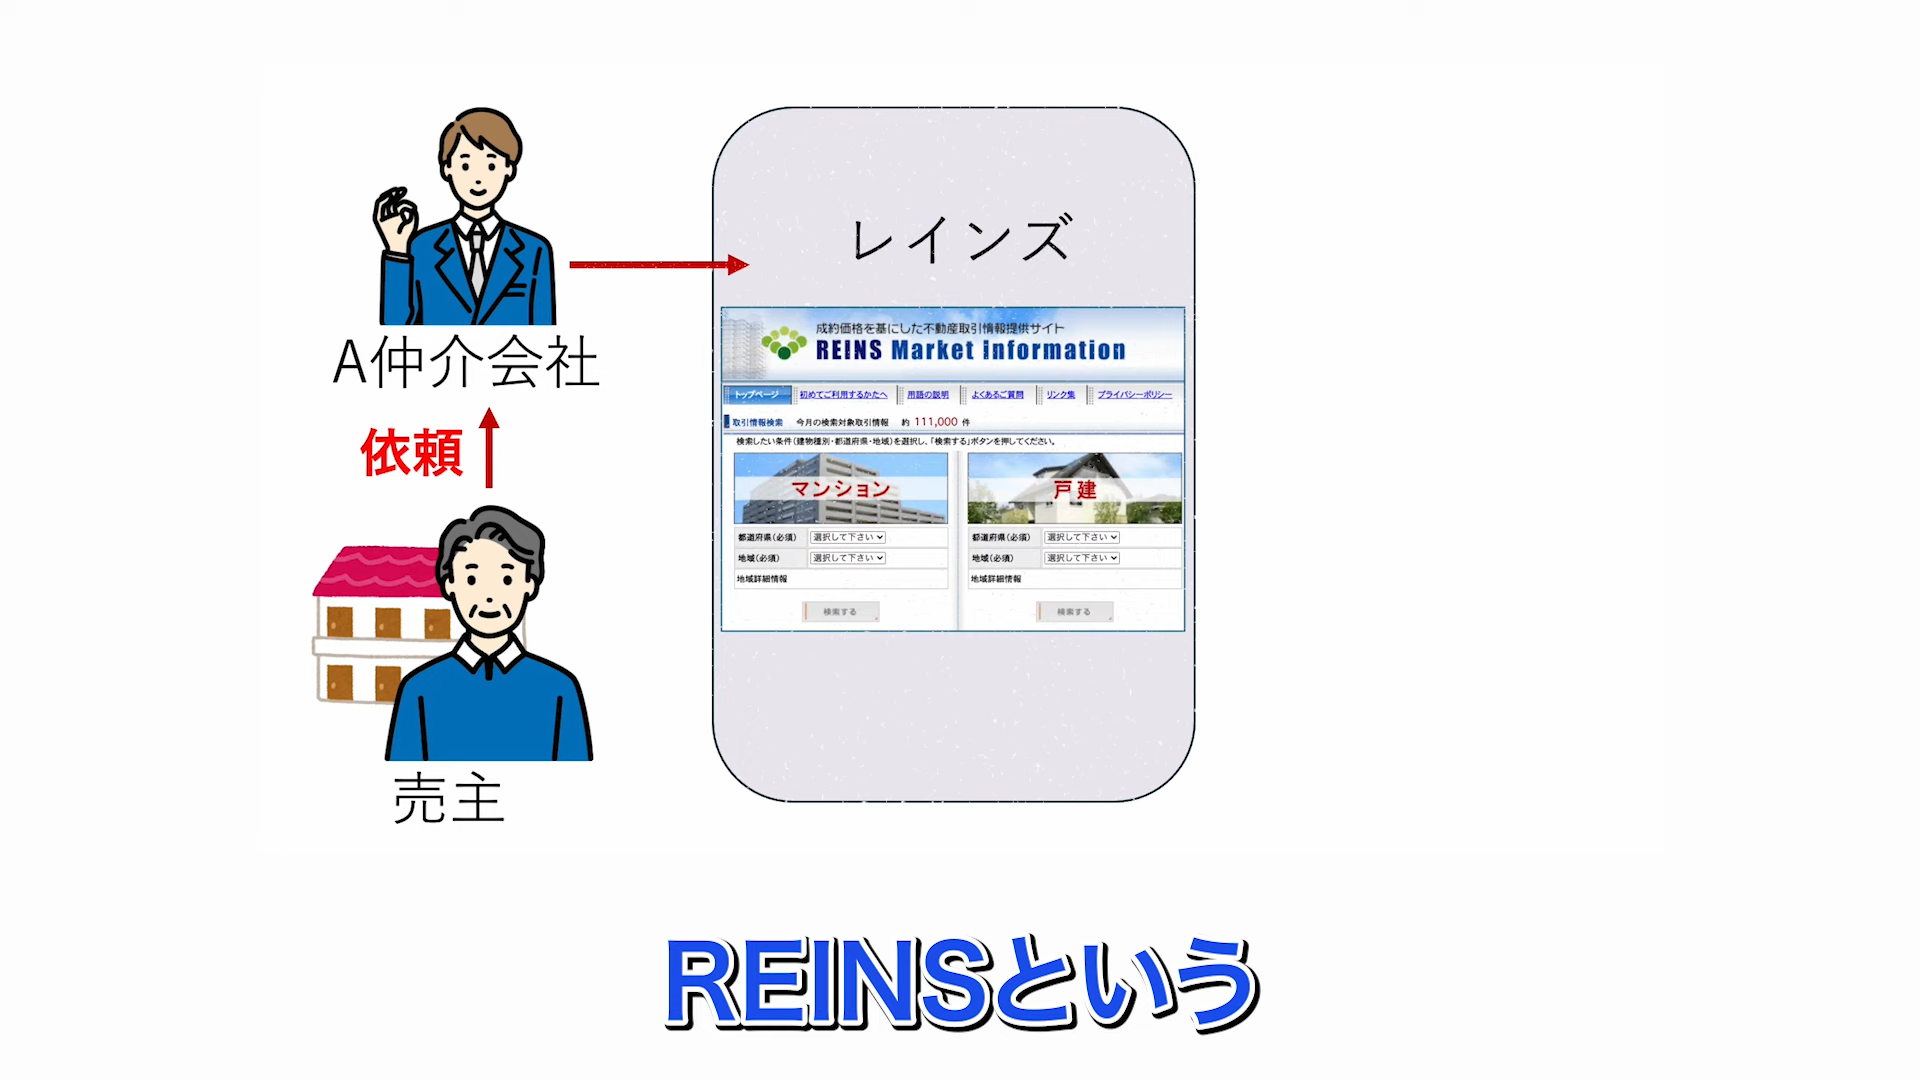 A仲介会社
依頼
売主
レインズ
成約価格を基にした不動産取引情報提供サイト
REINS Market Information
トップページ 初めてご利用するかたへ 用語の説明 よくあるご質問 リンク集 プライバシーポリシー
取引情報検索 今月の検索対象取引情報 約 111,000 件
検索したい条件(建物種別・都道府県・地域)を選択し、「検索する」ボタンを押してください。
マンション
都道府県(必須) 選択して下さい
地域(必須) 選択して下さい
地域詳細情報
検索する
戸建
都道府県(必須) 選択して下さい
地域(必須) 選択して下さい
地域詳細情報
検索する
REINSという